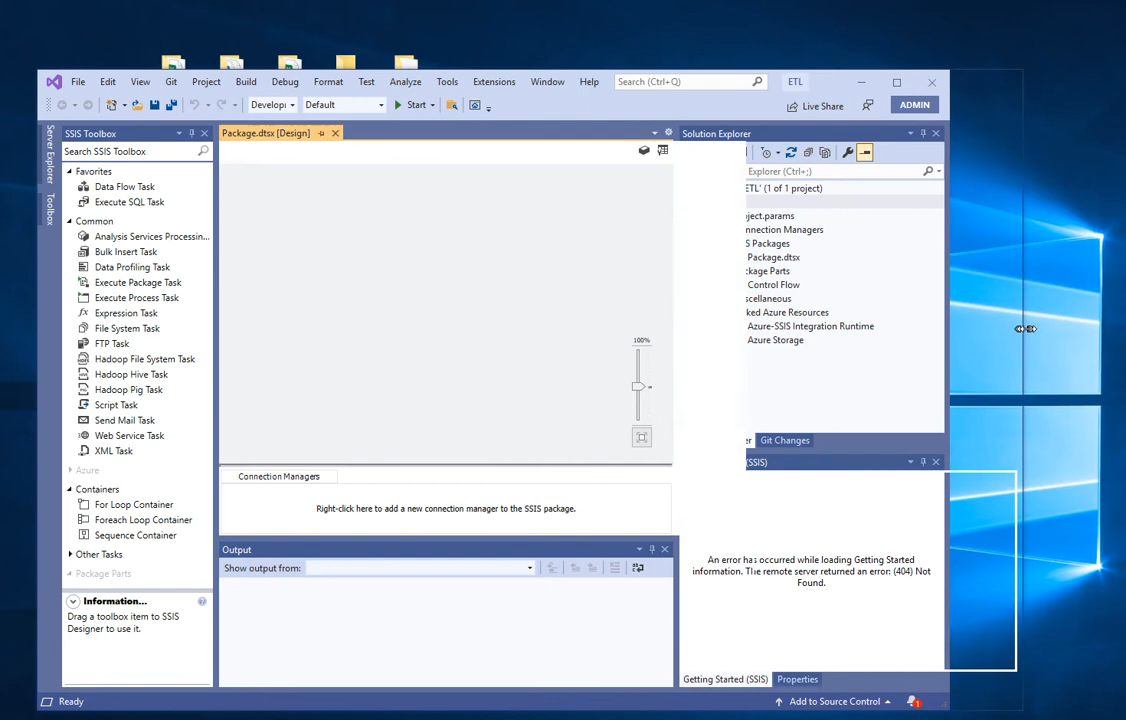 File Edit View Git Project Build Debug Format Test Analyze Tools Extensions Window Help Search (Ctrl+Q) ETL
Develop Default Start Live Share ADMIN
Server Explorer
Toolbox
SSIS Toolbox
Search SSIS Toolbox
Favorites
Data Flow Task
Execute SQL Task
Common
Analysis Services Processin...
Bulk Insert Task
Data Profiling Task
Execute Package Task
Execute Process Task
Expression Task
File System Task
FTP Task
Hadoop File System Task
Hadoop Hive Task
Hadoop Pig Task
Script Task
Send Mail Task
Web Service Task
XML Task
Azure
Containers
For Loop Container
Foreach Loop Container
Sequence Container
Other Tasks
Package Parts
Information...
Drag a toolbox item to SSIS
Designer to use it.
Package.dtsx [Design]
100%
Connection Managers
Right-click here to add a new connection manager to the SSIS package.
Output
Show output from:
Solution Explorer
Explorer (Ctrl+;)
ETL' (1 of 1 project)
ject.params
nnection Managers
S Packages
Package.dtsx
ckage Parts
Control Flow
scellaneous
ked Azure Resources
Azure-SSIS Integration Runtime
Azure Storage
er Git Changes
(SSIS)
An error has occurred while loading Getting Started
information. The remote server returned an error: (404) Not
Found.
Getting Started (SSIS) Properties
Ready Add to Source Control 1